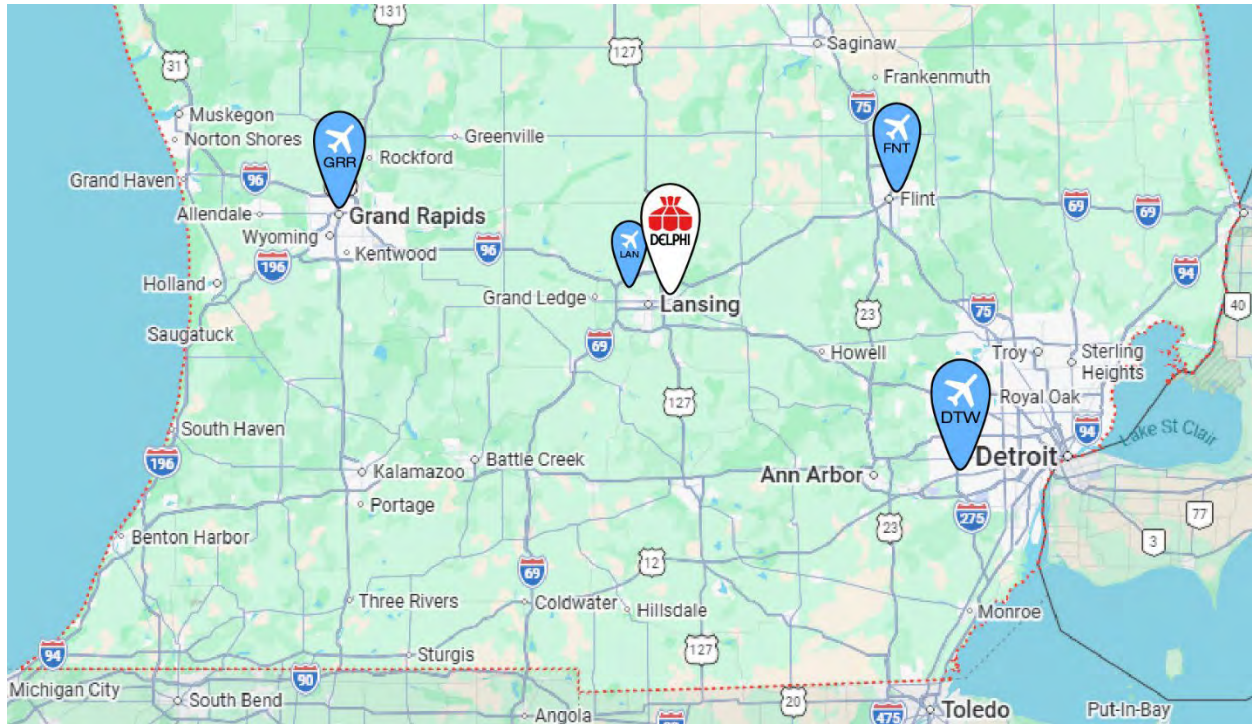 131
127
Saginaw
31
Frankenmuth
75
Muskegon
Norton Shores
GRR
Greenville
Rockford
FNT
Grand Haven
96
Allendale
Grand Rapids
Flint
69
69
Wyoming
Kentwood
96
LAN
DELPHI
196
94
Holland
Grand Ledge
Lansing
23
75
40
Saugatuck
69
Howell
Troy
Sterling
Heights
127
DTW
Royal Oak
South Haven
94
Lake St Clair
196
Kalamazoo
Battle Creek
Ann Arbor
Detroit
Portage
275
77
Benton Harbor
23
3
12
69
Three Rivers
Coldwater
Hillsdale
Monroe
94
Sturgis
127
90
Michigan City
South Bend
20
Angola
475
Toledo
Put-In-Bay